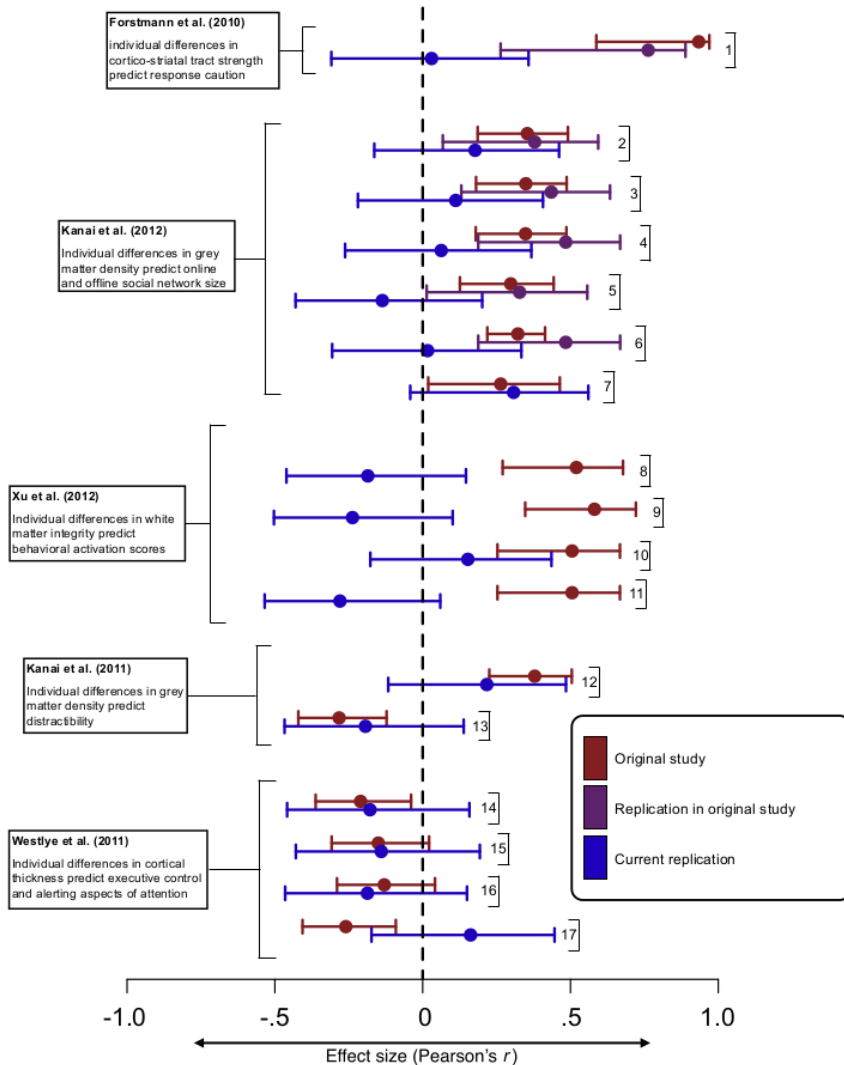 Forstmann et al. (2010)
individual differences in
cortico-striatal tract strength
predict response caution
1
2
3
Kanai et al. (2012)
Individual differences in grey
matter density predict online
and offline social network size
4
5
6
7
8
Xu et al. (2012)
Individual differences in white
matter integrity predict
behavioral activation scores
9
10
11
Kanai et al. (2011)
Individual differences in grey
matter density predict
distractibility
12
13
Original study
Replication in original study
Current replication
14
Westlye et al. (2011)
Individual differences in cortical
thickness predict executive control
and alerting aspects of attention
15
16
17
-1.0 -.5 0 .5 1.0
Effect size (Pearson's r)